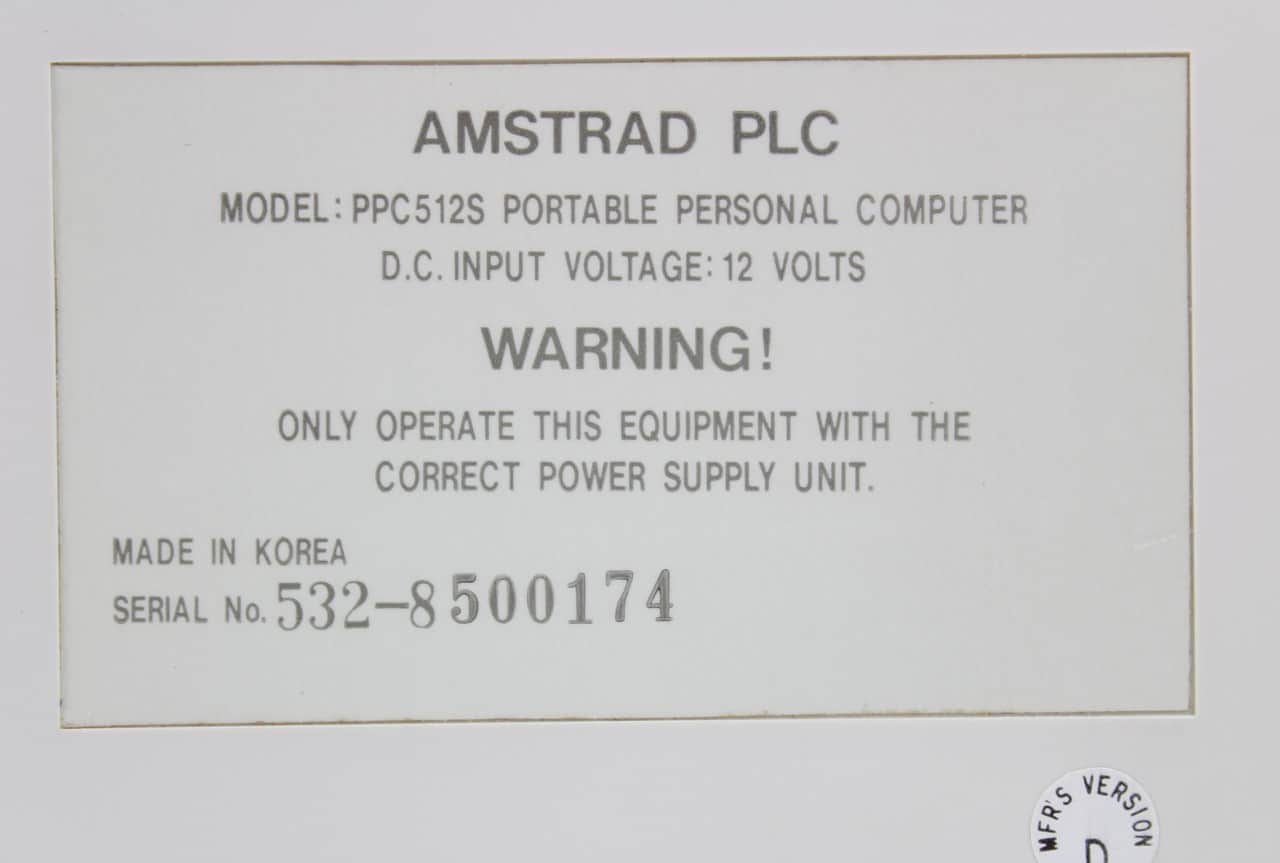 AMSTRAD PLC
MODEL: PPC512S PORTABLE PERSONAL COMPUTER
D.C. INPUT VOLTAGE: 12 VOLTS
WARNING!
ONLY OPERATE THIS EQUIPMENT WITH THE
CORRECT POWER SUPPLY UNIT.
MADE IN KOREA
SERIAL No. 532-8500174
MFR'S VERSION